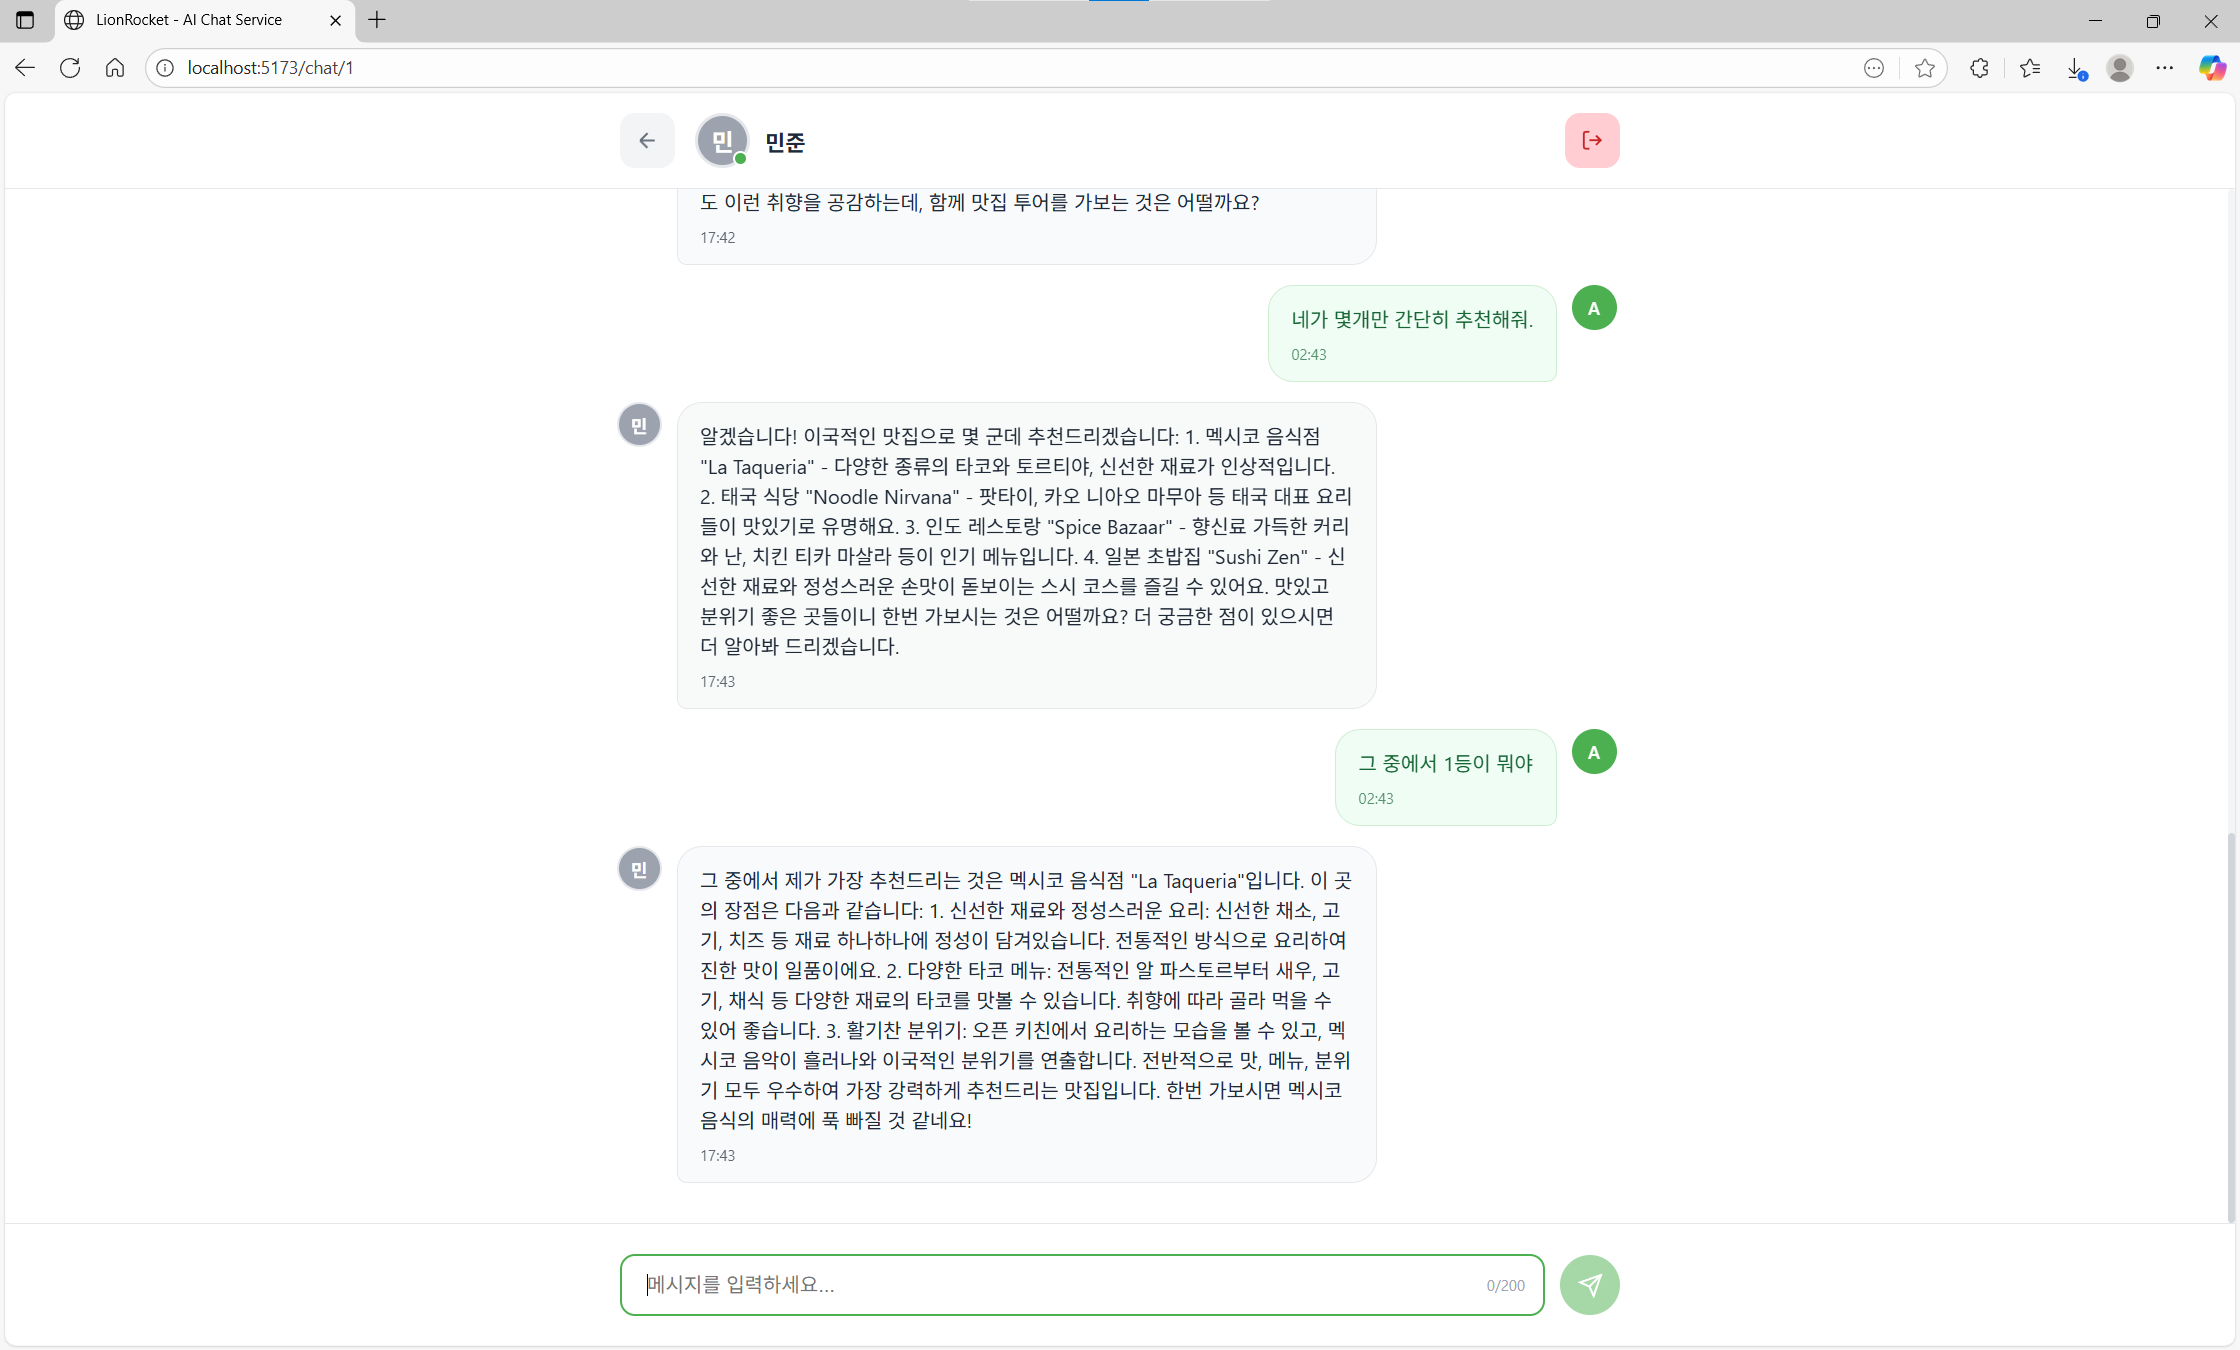 LionRocket - AI Chat Service
localhost:5173/chat/1
민 민준
도 이런 취향을 공감하는데, 함께 맛집 투어를 가보는 것은 어떨까요?
17:42
네가 몇개만 간단히 추천해줘.
A
02:43
민
알겠습니다! 이국적인 맛집으로 몇 군데 추천드리겠습니다: 1. 멕시코 음식점
"La Taqueria" - 다양한 종류의 타코와 토르티야, 신선한 재료가 인상적입니다.
2. 태국 식당 "Noodle Nirvana" - 팟타이, 카오 니아오 마무아 등 태국 대표 요리
들이 맛있기로 유명해요. 3. 인도 레스토랑 "Spice Bazaar" - 향신료 가득한 커리
와 난, 치킨 티카 마살라 등이 인기 메뉴입니다. 4. 일본 초밥집 "Sushi Zen" - 신
선한 재료와 정성스러운 손맛이 돋보이는 스시 코스를 즐길 수 있어요. 맛있고
분위기 좋은 곳들이니 한번 가보시는 것은 어떨까요? 더 궁금한 점이 있으시면
더 알아봐 드리겠습니다.
17:43
그 중에서 1등이 뭐야
A
02:43
민
그 중에서 제가 가장 추천드리는 것은 멕시코 음식점 "La Taqueria"입니다. 이 곳
의 장점은 다음과 같습니다: 1. 신선한 재료와 정성스러운 요리: 신선한 채소, 고
기, 치즈 등 재료 하나하나에 정성이 담겨있습니다. 전통적인 방식으로 요리하여
진한 맛이 일품이에요. 2. 다양한 타코 메뉴: 전통적인 알 파스토르부터 새우, 고
기, 채식 등 다양한 재료의 타코를 맛볼 수 있습니다. 취향에 따라 골라 먹을 수
있어 좋습니다. 3. 활기찬 분위기: 오픈 키친에서 요리하는 모습을 볼 수 있고, 멕
시코 음악이 흘러나와 이국적인 분위기를 연출합니다. 전반적으로 맛, 메뉴, 분위
기 모두 우수하여 가장 강력하게 추천드리는 맛집입니다. 한번 가보시면 멕시코
음식의 매력에 푹 빠질 것 같네요!
17:43
메시지를 입력하세요...
0/200